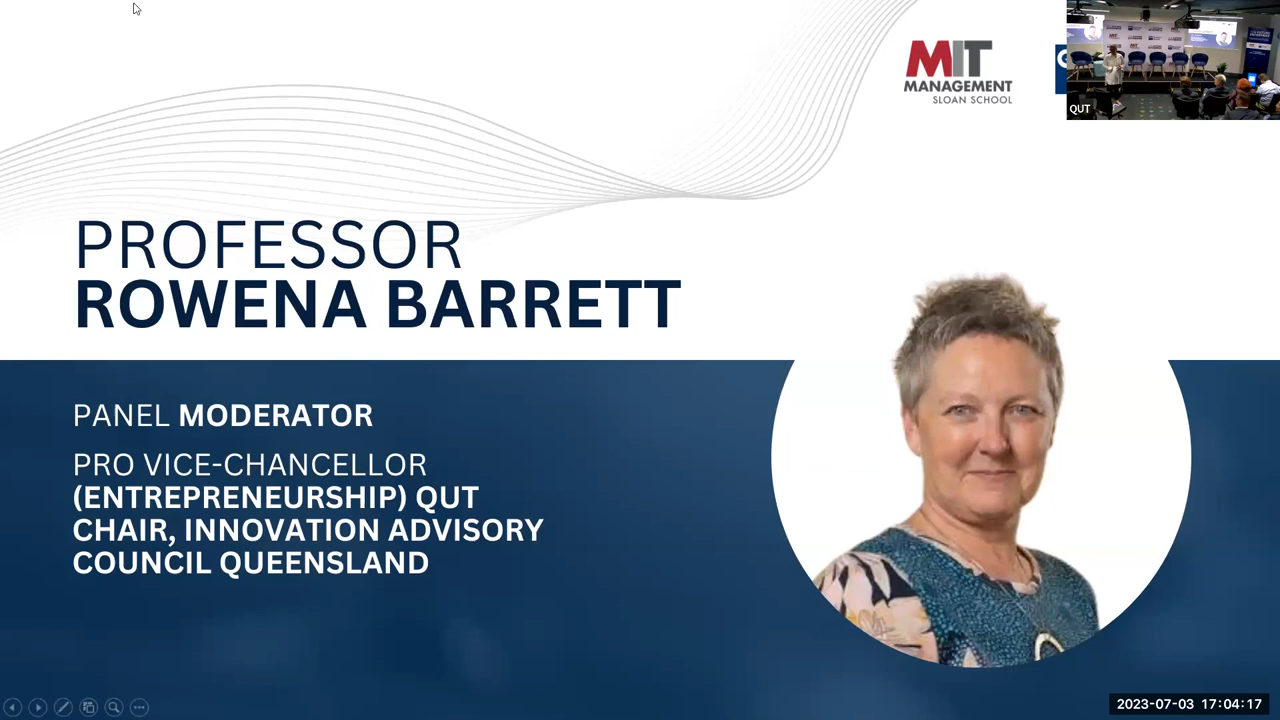 MIT
MANAGEMENT
SLOAN SCHOOL
QUT
PROFESSOR
ROWENA BARRETT
PANEL MODERATOR
PRO VICE-CHANCELLOR
(ENTREPRENEURSHIP) QUT
CHAIR, INNOVATION ADVISORY
COUNCIL QUEENSLAND
2023-07-03 17:04:17